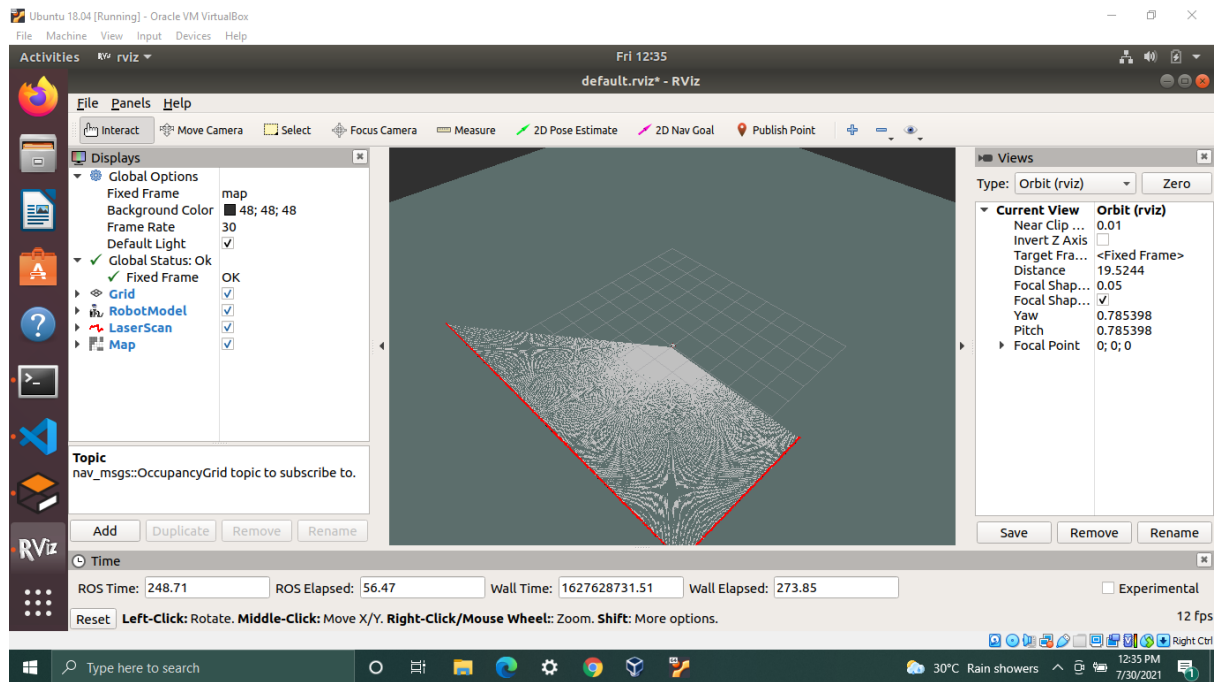 Ubuntu 18.04 [Running] - Oracle VM VirtualBox
File Machine View Input Devices Help
Activities rviz Fri 12:35
default.rviz* - RViz
File Panels Help
Interact Move Camera Select Focus Camera Measure 2D Pose Estimate 2D Nav Goal Publish Point
Displays
Global Options
Fixed Frame map
Background Color 48; 48; 48
Frame Rate 30
Default Light
Global Status: Ok
Fixed Frame OK
Grid
RobotModel
LaserScan
Map
Topic
nav_msgs::OccupancyGrid topic to subscribe to.
Add Duplicate Remove Rename
Views
Type: Orbit (rviz) Zero
Current View Orbit (rviz)
Near Clip ... 0.01
Invert Z Axis
Target Fra... <Fixed Frame>
Distance 19.5244
Focal Shap... 0.05
Focal Shap...
Yaw 0.785398
Pitch 0.785398
Focal Point 0; 0; 0
Save Remove Rename
RViz
Time
ROS Time: 248.71 ROS Elapsed: 56.47 Wall Time: 1627628731.51 Wall Elapsed: 273.85 Experimental
Reset Left-Click: Rotate. Middle-Click: Move X/Y. Right-Click/Mouse Wheel:: Zoom. Shift: More options. 12 fps
Right Ctrl
Type here to search 30°C Rain showers 12:35 PM
7/30/2021